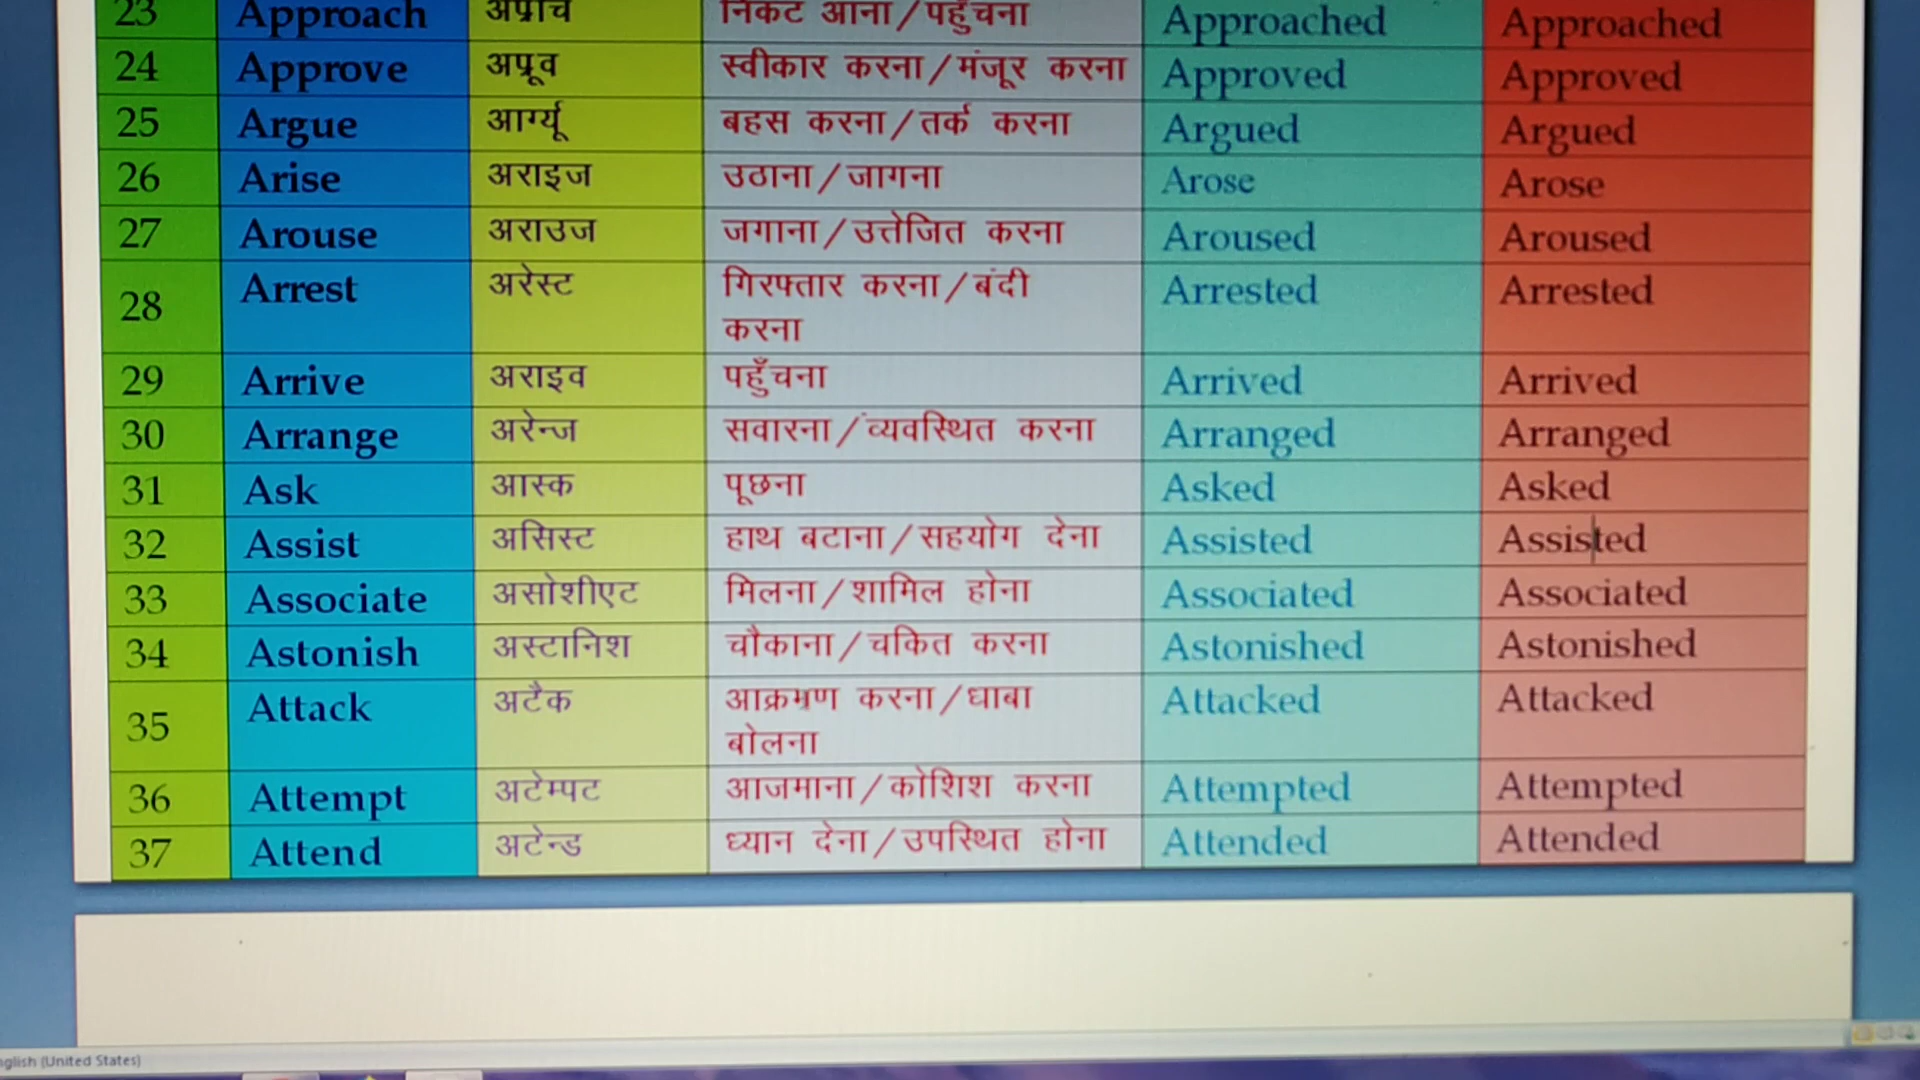 23 Approach अप्रोच निकट आना/पहुँचना Approached Approached
24 Approve अप्रूव स्वीकार करना/मंजूर करना Approved Approved
25 Argue आर्ग्यू बहस करना/तर्क करना Argued Argued
26 Arise अराइज उठाना/जागना Arose Arose
27 Arouse अराउज जगाना/उत्तेजित करना Aroused Aroused
28 Arrest अरेस्ट गिरफ्तार करना/बंदी Arrested Arrested
करना
29 Arrive अराइव पहुँचना Arrived Arrived
30 Arrange अरेन्ज सवारना/व्यवस्थित करना Arranged Arranged
31 Ask आस्क पूछना Asked Asked
32 Assist असिस्ट हाथ बटाना/सहयोग देना Assisted Assisted
33 Associate असोशीएट मिलना/शामिल होना Associated Associated
34 Astonish अस्टानिश चौकाना/चकित करना Astonished Astonished
35 Attack अटैक आक्रमण करना/धाबा Attacked Attacked
बोलना
36 Attempt अटेम्पट आजमाना/कोशिश करना Attempted Attempted
37 Attend अटेन्ड ध्यान देना/उपस्थित होना Attended Attended
nglish (United States)